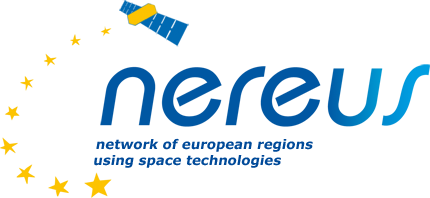 nereus
network of european regions
using space technologies